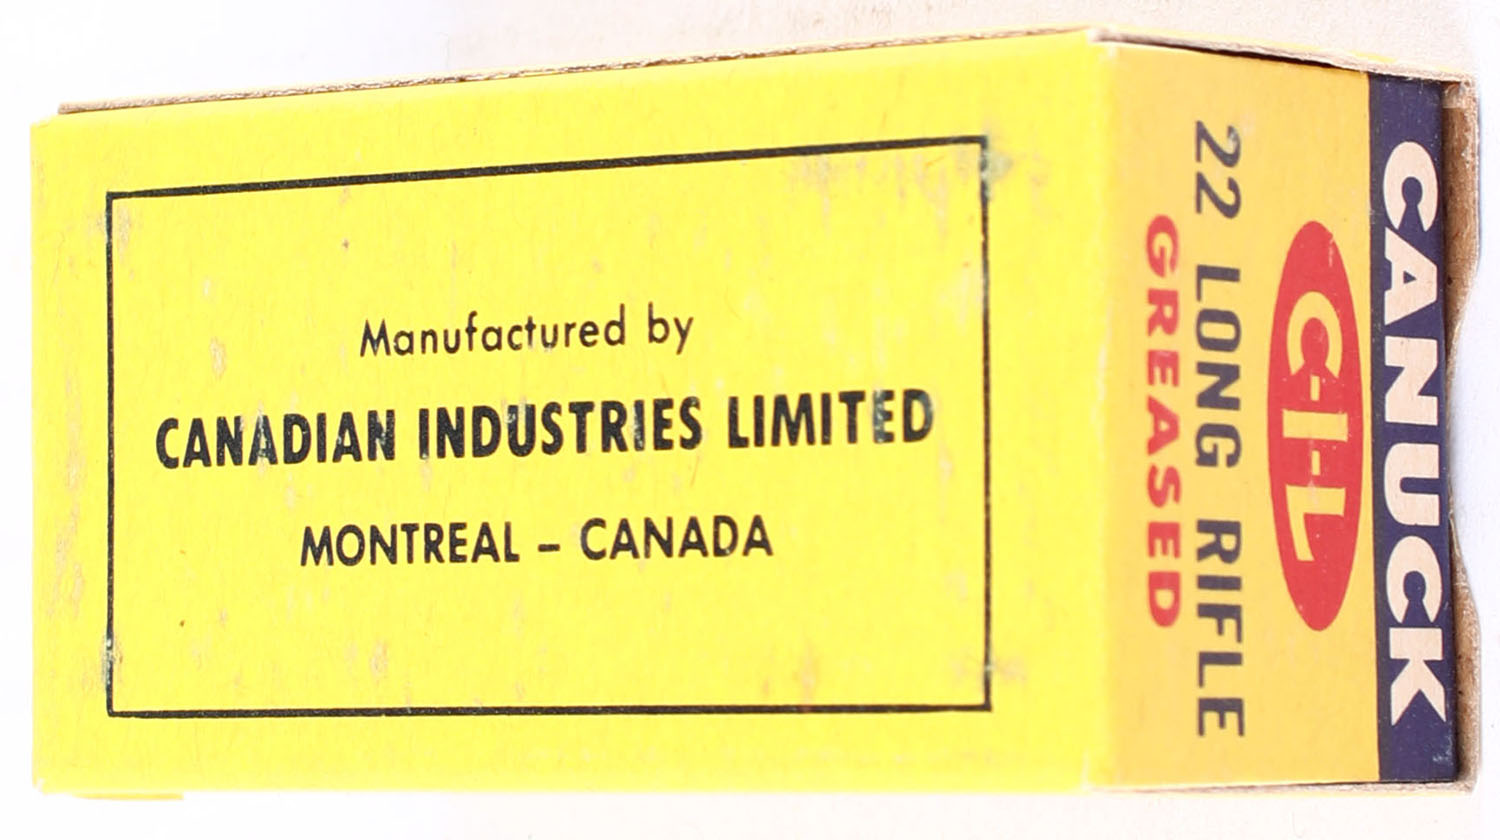 Manufactured by
CANADIAN INDUSTRIES LIMITED
MONTREAL – CANADA
CANUCK
C-I-L
22 LONG RIFLE
GREASED